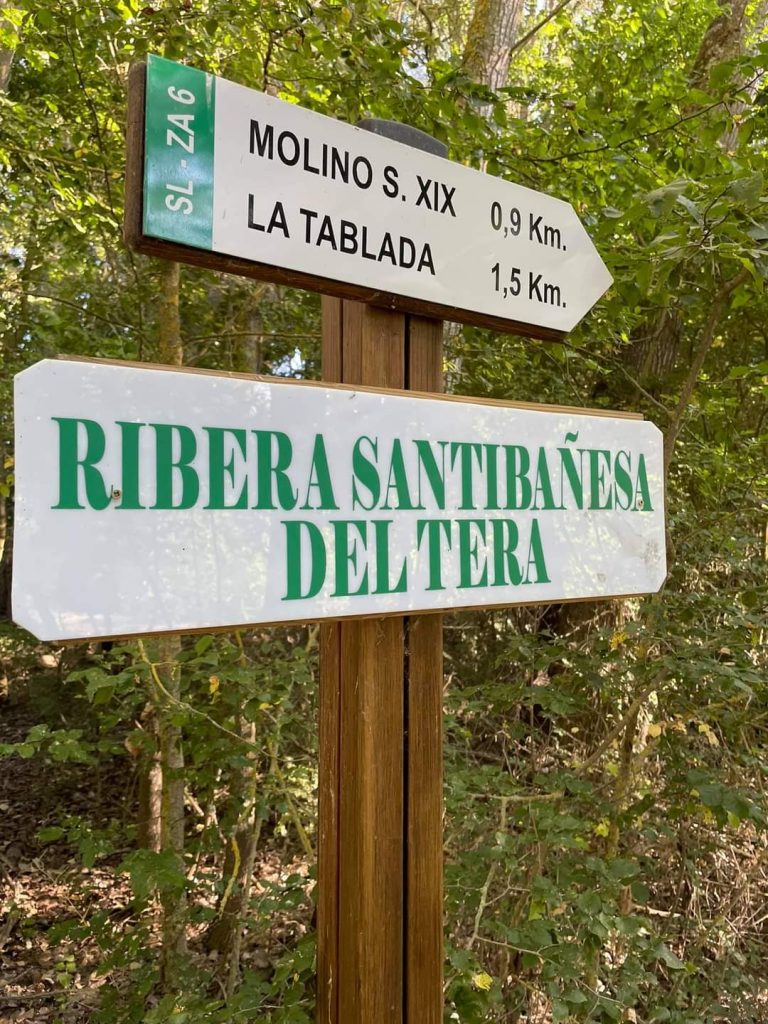 SL - ZA 6
MOLINO S. XIX 0,9 Km.
LA TABLADA 1,5 Km.
RIBERA SANTIBAÑESA
DEL TERA